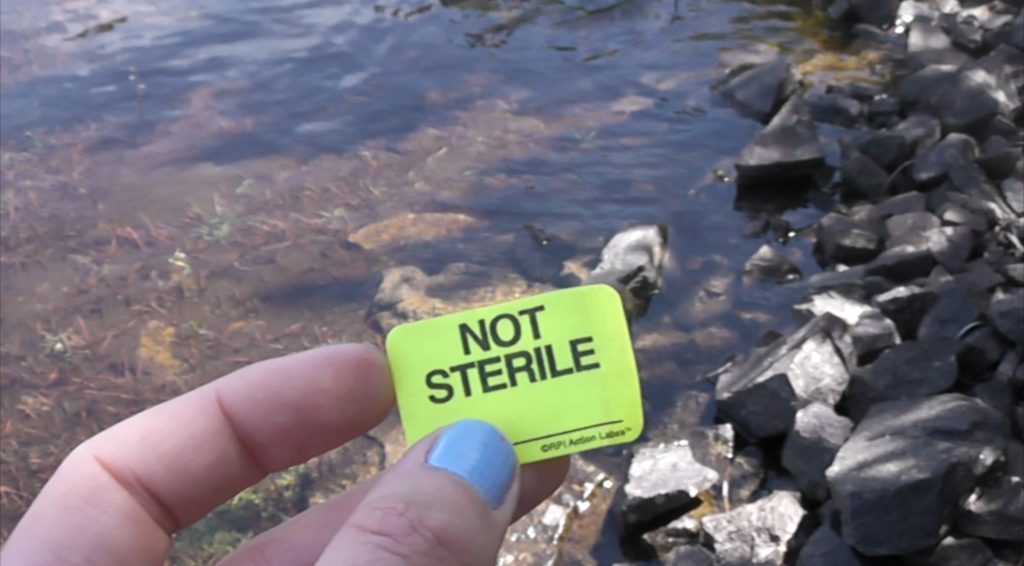 NOT
STERILE
©RPI Action Labels™